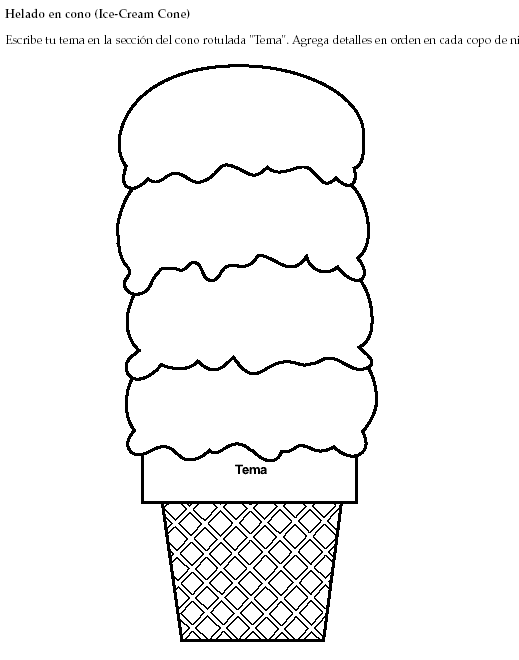 Helado en cono (Ice-Cream Cone)
Escribe tu tema en la sección del cono rotulada "Tema". Agrega detalles en orden en cada copo de ni
Tema